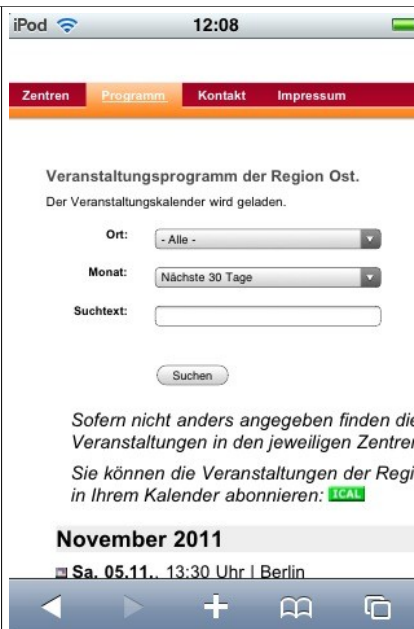 iPod 12:08
Zentren Programm Kontakt Impressum
Veranstaltungsprogramm der Region Ost.
Der Veranstaltungskalender wird geladen.
Ort: - Alle -
Monat: Nächste 30 Tage
Suchtext:
Suchen
Sofern nicht anders angegeben finden die
Veranstaltungen in den jeweiligen Zentren
Sie können die Veranstaltungen der Regi
in Ihrem Kalender abonnieren: ICAL
November 2011
Sa. 05.11., 13:30 Uhr | Berlin